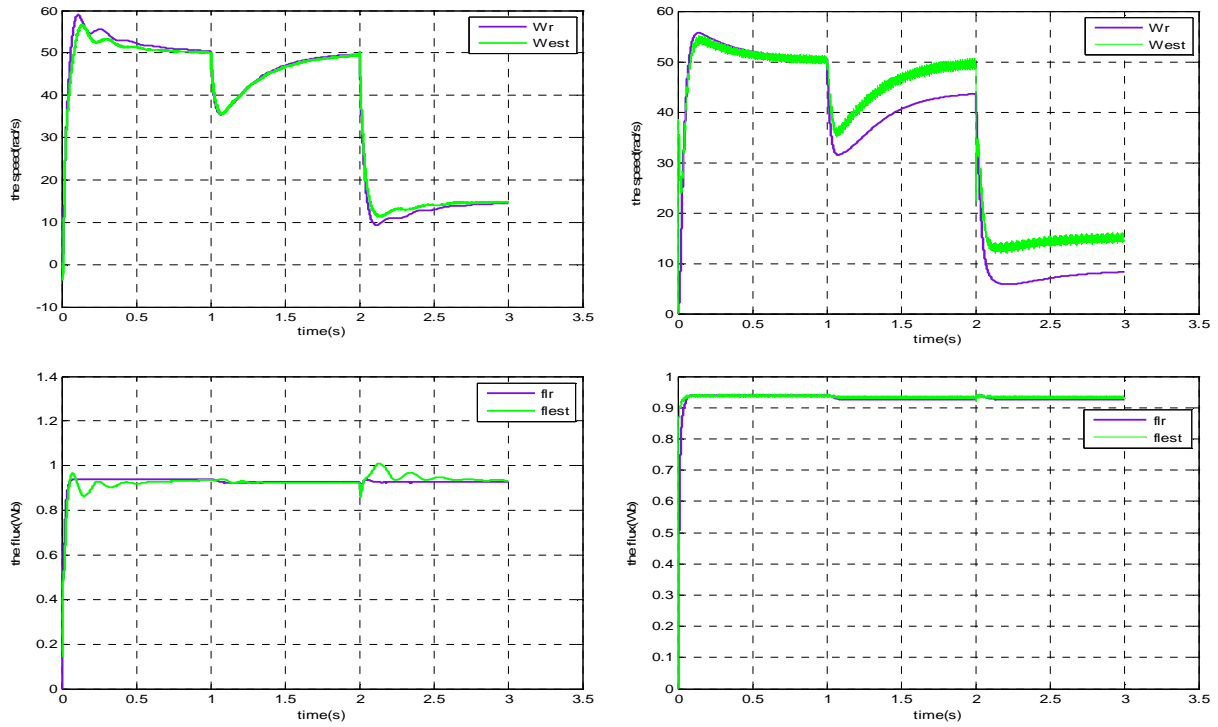 60
50
40
30
20
10
0
-10
the speed(rad/s)
0 0.5 1 1.5 2 2.5 3 3.5
time(s)
Wr
West
60
50
40
30
20
10
0
the speed(rad/s)
0 0.5 1 1.5 2 2.5 3 3.5
time(s)
Wr
West
1.4
1.2
1
0.8
0.6
0.4
0.2
0
the flux(Wb)
0 0.5 1 1.5 2 2.5 3 3.5
time(s)
flr
flest
1
0.9
0.8
0.7
0.6
0.5
0.4
0.3
0.2
0.1
0
the flux(Wb)
0 0.5 1 1.5 2 2.5 3 3.5
time(s)
flr
flest